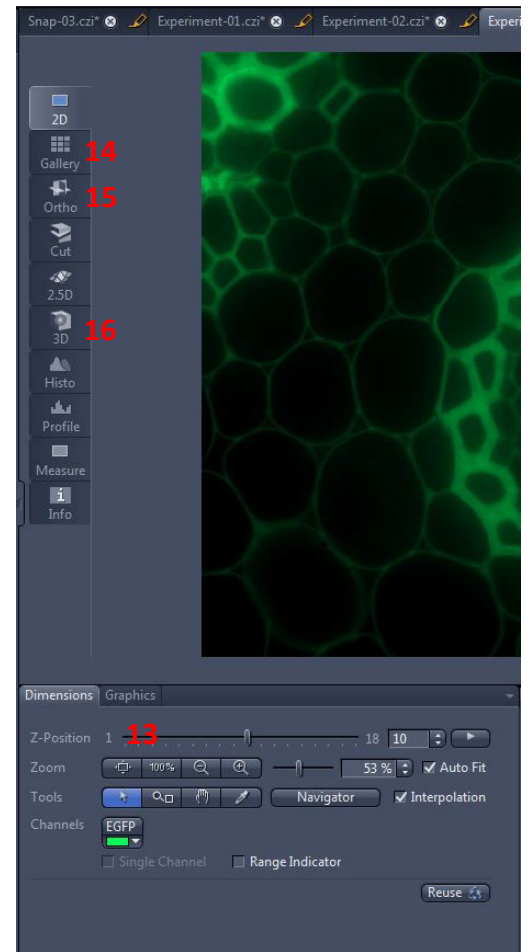 Snap-03.czi* Experiment-01.czi* Experiment-02.czi* Experi
2D
Gallery 14
Ortho 15
Cut
2.5D
3D 16
Histo
Profile
Measure
i
Info
Dimensions Graphics
Z-Position 1 13 18 10
Zoom 100% 53 % Auto Fit
Tools Navigator Interpolation
Channels EGFP
Single Channel Range Indicator
Reuse